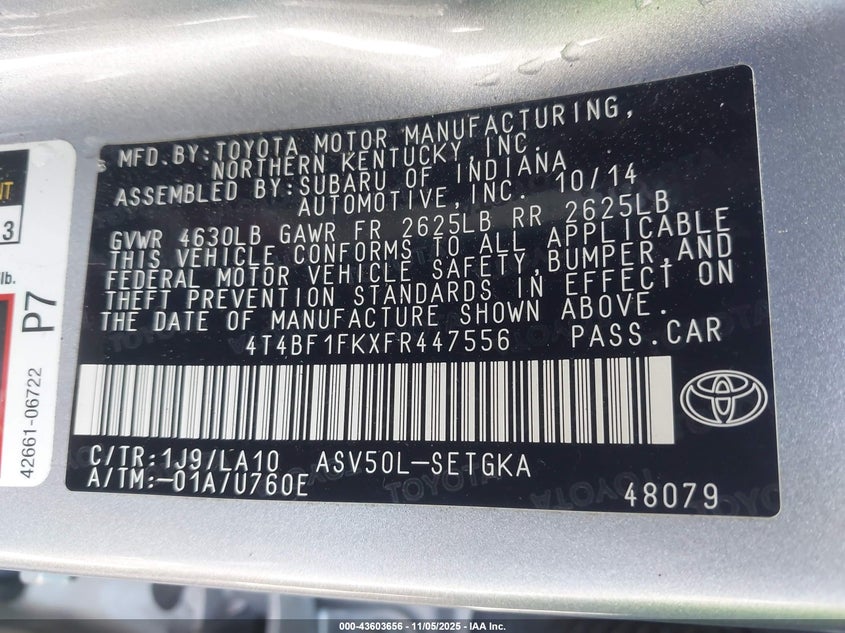 MFD.BY:TOYOTA MOTOR MANUFACTURING,
NORTHERN KENTUCKY,INC.
ASSEMBLED BY:SUBARU OF INDIANA
AUTOMOTIVE,INC. 10/14
GVWR 4630LB GAWR FR 2625LB RR 2625LB
THIS VEHICLE CONFORMS TO ALL APPLICABLE
FEDERAL MOTOR VEHICLE SAFETY,BUMPER,AND
THEFT PREVENTION STANDARDS IN EFFECT ON
THE DATE OF MANUFACTURE SHOWN ABOVE.
4T4BF1FKXFR447556 PASS.CAR
C/TR:1J9/LA10 ASV50L-SETGKA
A/TM:-01A/U760E
48079
NT
3
lb.
P7
42661-06722
000-43603656 - 11/05/2025 - IAA Inc.